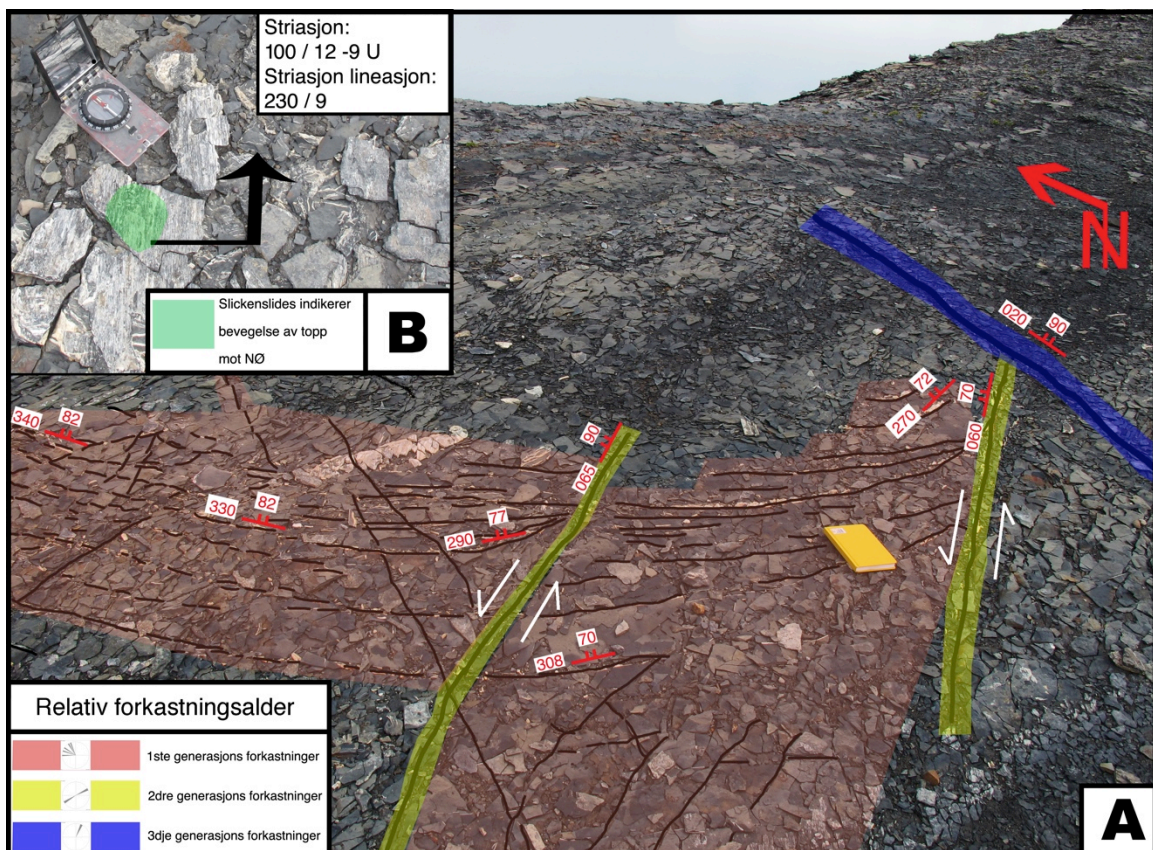 Striasjon:
100 / 12 -9 U
Striasjon lineasjon:
230 / 9
Slickenslides indikerer
bevegelse av topp
mot NØ
B
N
020
90
72
270
70
060
340
82
90
065
330
82
77
290
70
308
Relativ forkastningsalder
1ste generasjons forkastninger
2dre generasjons forkastninger
3dje generasjons forkastninger
A